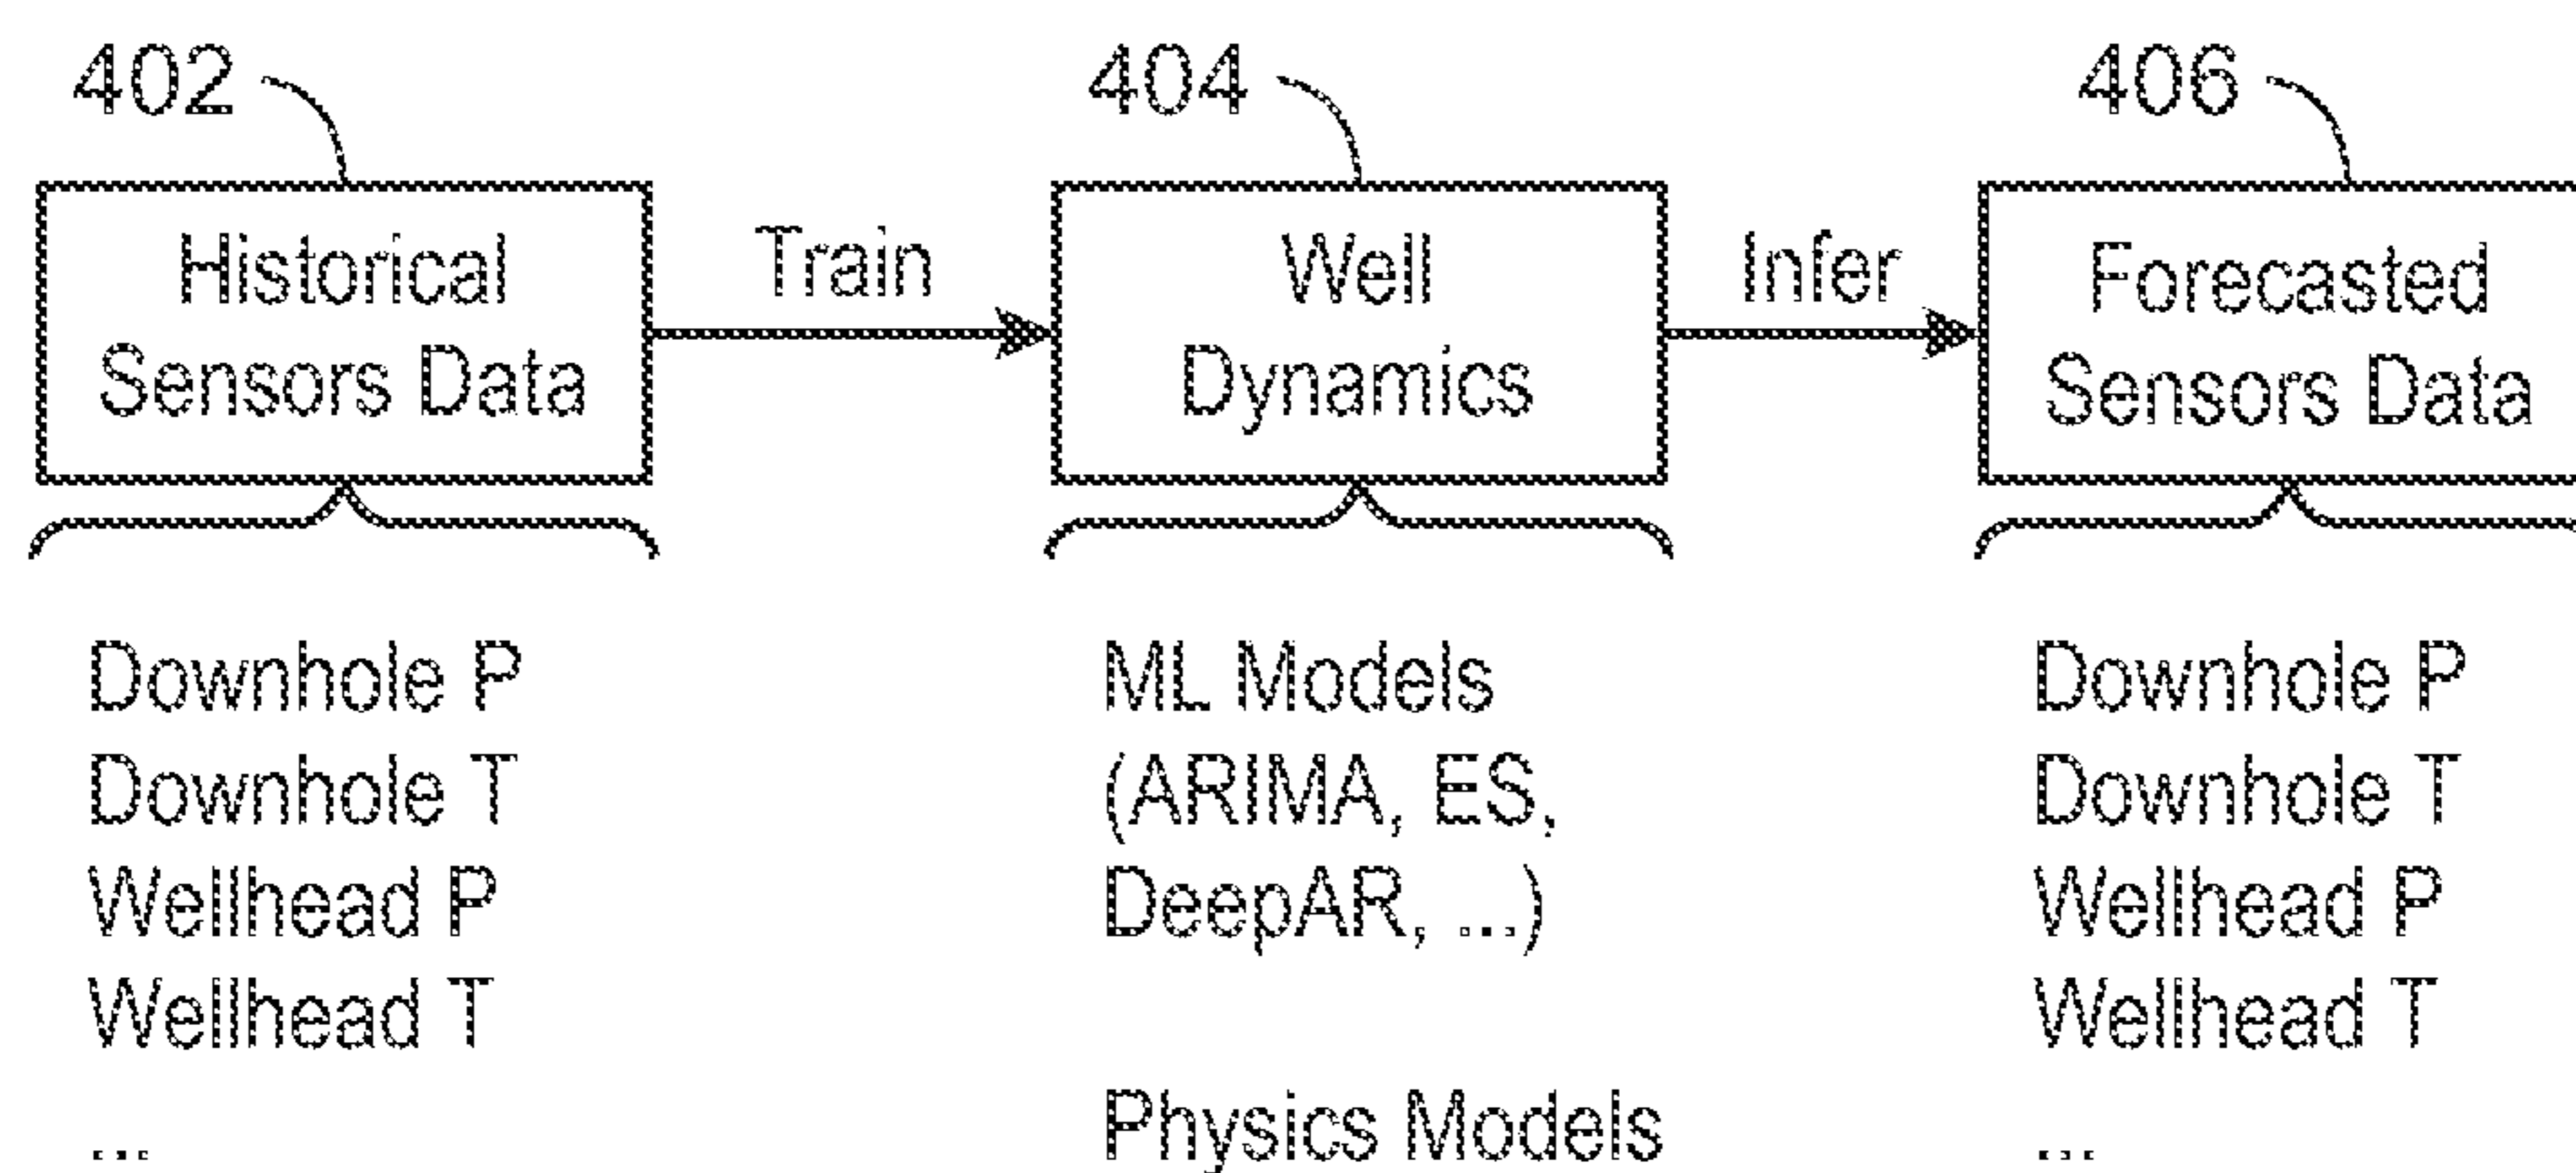 402
404
406
Historical
Sensors Data
Train
Well
Dynamics
Infer
Forecasted
Sensors Data
Downhole P
Downhole T
Wellhead P
Wellhead T
...
ML Models
(ARIMA, ES,
DeepAR, ...)
Physics Models
Downhole P
Downhole T
Wellhead P
Wellhead T
...